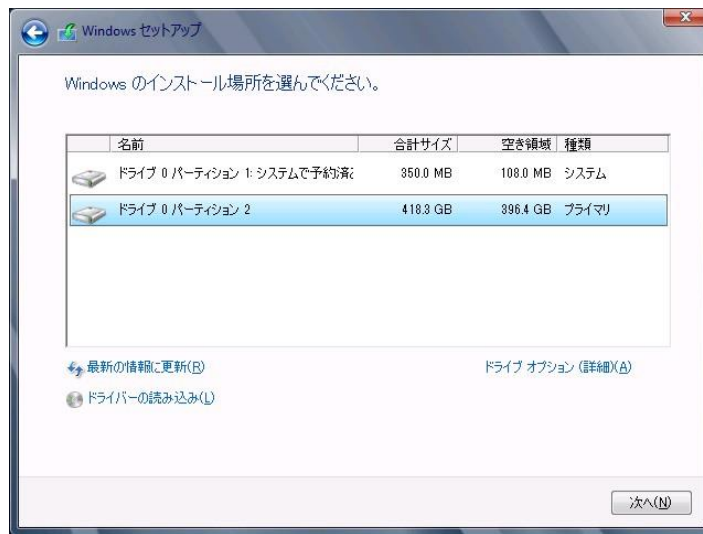 Windows セットアップ
Windows のインストール場所を選んでください。
名前 合計サイズ 空き領域 種類
ドライブ 0 パーティション 1: システムで予約済 350.0 MB 108.0 MB システム
ドライブ 0 パーティション 2 418.3 GB 396.4 GB プライマリ
最新の情報に更新(R) ドライブ オプション (詳細)(A)
ドライバーの読み込み(L)
次へ(N)